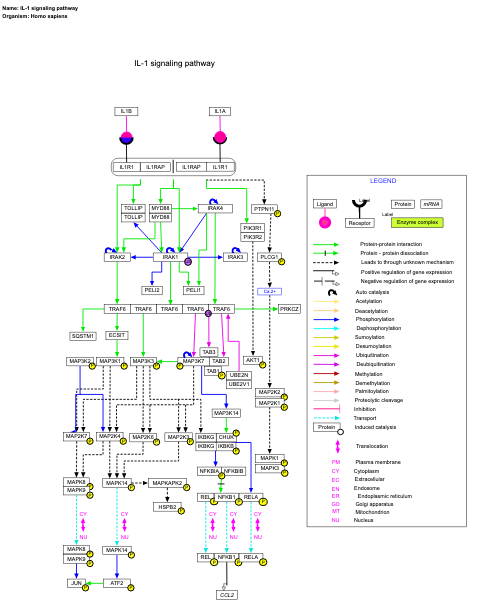 Name: IL-1 signaling pathway
Organism: Homo sapiens
IL-1 signaling pathway
IL1B
IL1A
IL1R1 IL1RAP IL1RAP IL1R1
TOLLIP MYD88 IRAK4 PTPN11 P
TOLLIP MYD88
PIK3R1
PIK3R2
IRAK2 IRAK1 IRAK3 PLCG1 P
PELI2 PELI1 Ca 2+
TRAF6 TRAF6 TRAF6 TRAF6 TRAF6 PRKCZ
SQSTM1 ECSIT
TAB3
MAP3K2 P MAP3K1 P MAP3K3 P MAP3K7 TAB2 AKT1 P
TAB1 P
UBE2N
UBE2V1
MAP2K2 P
MAP2K1 P
MAP3K14
MAP2K7 P MAP2K4 P MAP2K6 P MAP2K3 P IKBKG CHUK P
IKBKG IKBKB P
MAPK1 P
MAPK3 P
NFKBIA P NFKBIB
MAPK8 P MAPK14 P MAPKAPK2 P
MAPK9 P
HSPB2 P
REL P NFKB1 P RELA P
CY CY CY CY
NU NU NU NU
MAPK8 P MAPK14 P
MAPK9 P
REL P NFKB1 P RELA P
JUN P ATF2 P
CCL2
LEGEND
Ligand
Label
Receptor
Protein
mRNA
Label
Enzyme complex
Protein-protein interaction
Protein - protein dissociation
Leads to through unknown mechanism
Positive regulation of gene expression
Negative regulation of gene expression
Auto catalysis
Acetylation
Deacetylation
Phosphorylation
Dephosphorylation
Sumoylation
Desumoylation
Ubiquitination
Deubiquitination
Methylation
Demethylation
Palmitoylation
Proteolytic cleavage
Inhibition
Transport
Protein Induced catalysis
Translocation
PM Plasma membrane
CY Cytoplasm
EC Extracellular
EN Endosome
ER Endoplasmic reticulum
GO Golgi apparatus
MT Mitochondrion
NU Nucleus